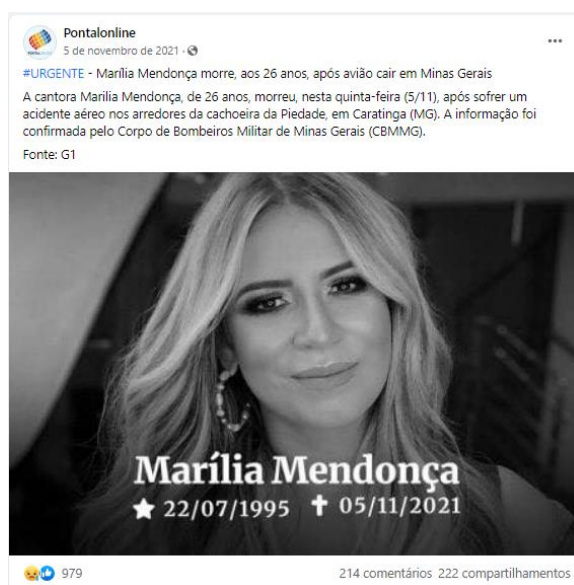 Pontalonline
5 de novembro de 2021 ·
#URGENTE - Marília Mendonça morre, aos 26 anos, após avião cair em Minas Gerais
A cantora Marilia Mendonça, de 26 anos, morreu, nesta quinta-feira (5/11), após sofrer um
acidente aéreo nos arredores da cachoeira da Piedade, em Caratinga (MG). A informação foi
confirmada pelo Corpo de Bombeiros Militar de Minas Gerais (CBMMG).
Fonte: G1
Marília Mendonça
22/07/1995 05/11/2021
979
214 comentários 222 compartilhamentos